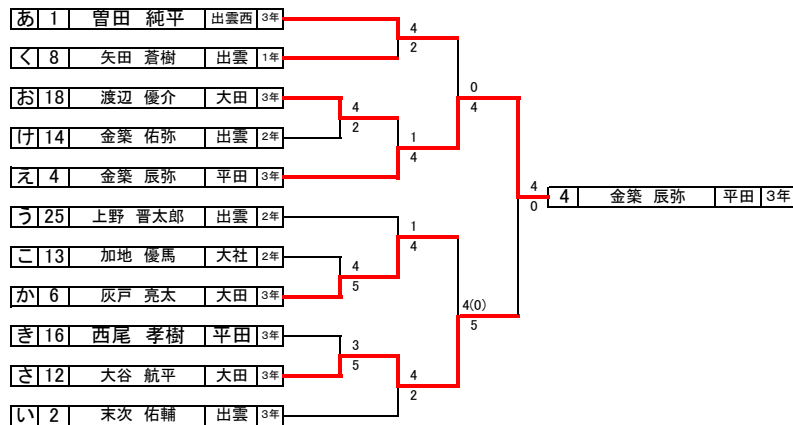 あ 1 曽田 純平 出雲西 3年
4
2
く 8 矢田 蒼樹 出雲 1年
0
4
お 18 渡辺 優介 大田 3年
4
2
け 14 金築 佑弥 出雲 2年
1
4
え 4 金築 辰弥 平田 3年
4
0
4 金築 辰弥 平田 3年
う 25 上野 晋太郎 出雲 2年
1
4
こ 13 加地 優馬 大社 2年
4
5
か 6 灰戸 亮太 大田 3年
4(0)
5
き 16 西尾 孝樹 平田 3年
3
5
さ 12 大谷 航平 大田 3年
4
2
い 2 末次 佑輔 出雲 3年